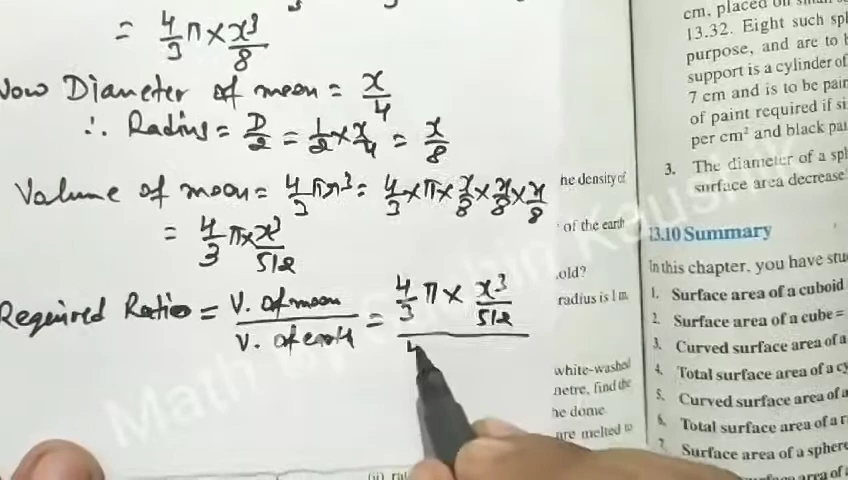 = 4/3 π × x³/8
Now Diameter of moon = x/4
∴ Radius = D/2 = 1/2 × x/4 = x/8
Volume of moon = 4/3 πr³ = 4/3 × π × x/8 × x/8 × x/8
= 4/3 π × x³/512
Required Ratio = V. of moon / V. of earth = 4/3 π × x³/512
he density of
of the earth
old?
radius is 1 m
white-washed
metre, find the
he dome
are melted to
(ii)
cm, placed on small
13.32. Eight such
purpose, and are to
support is a cylinder of
7 cm and is to be
of paint required if
per cm² and black
3. The diameter of a
surface area decrease
13.10 Summary
In this chapter, you have
1. Surface area of a cuboid
2. Surface area of a cube =
3. Curved surface area of a
4. Total surface area of a
5. Curved surface area of a
6. Total surface area of a
7. Surface area of a sphere
area of
Math by Sachin Kaushik